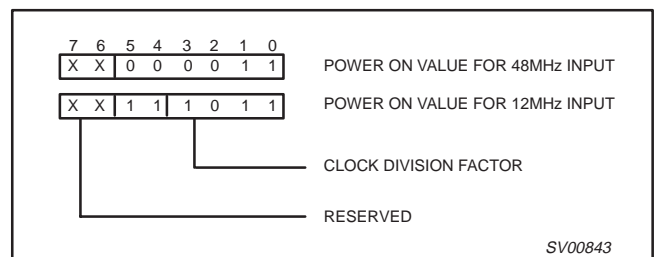 7 6 5 4 3 2 1 0
X X 0 0 0 0 1 1 POWER ON VALUE FOR 48MHz INPUT
X X 1 1 1 0 1 1 POWER ON VALUE FOR 12MHz INPUT
CLOCK DIVISION FACTOR
RESERVED
SV00843